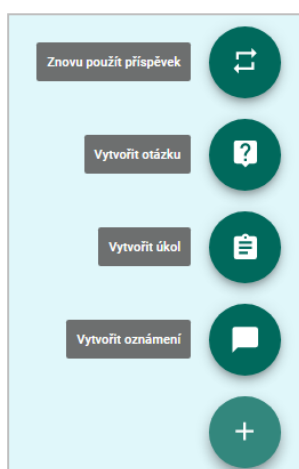 Znovu použít příspěvek
Vytvořit otázku
Vytvořit úkol
Vytvořit oznámení